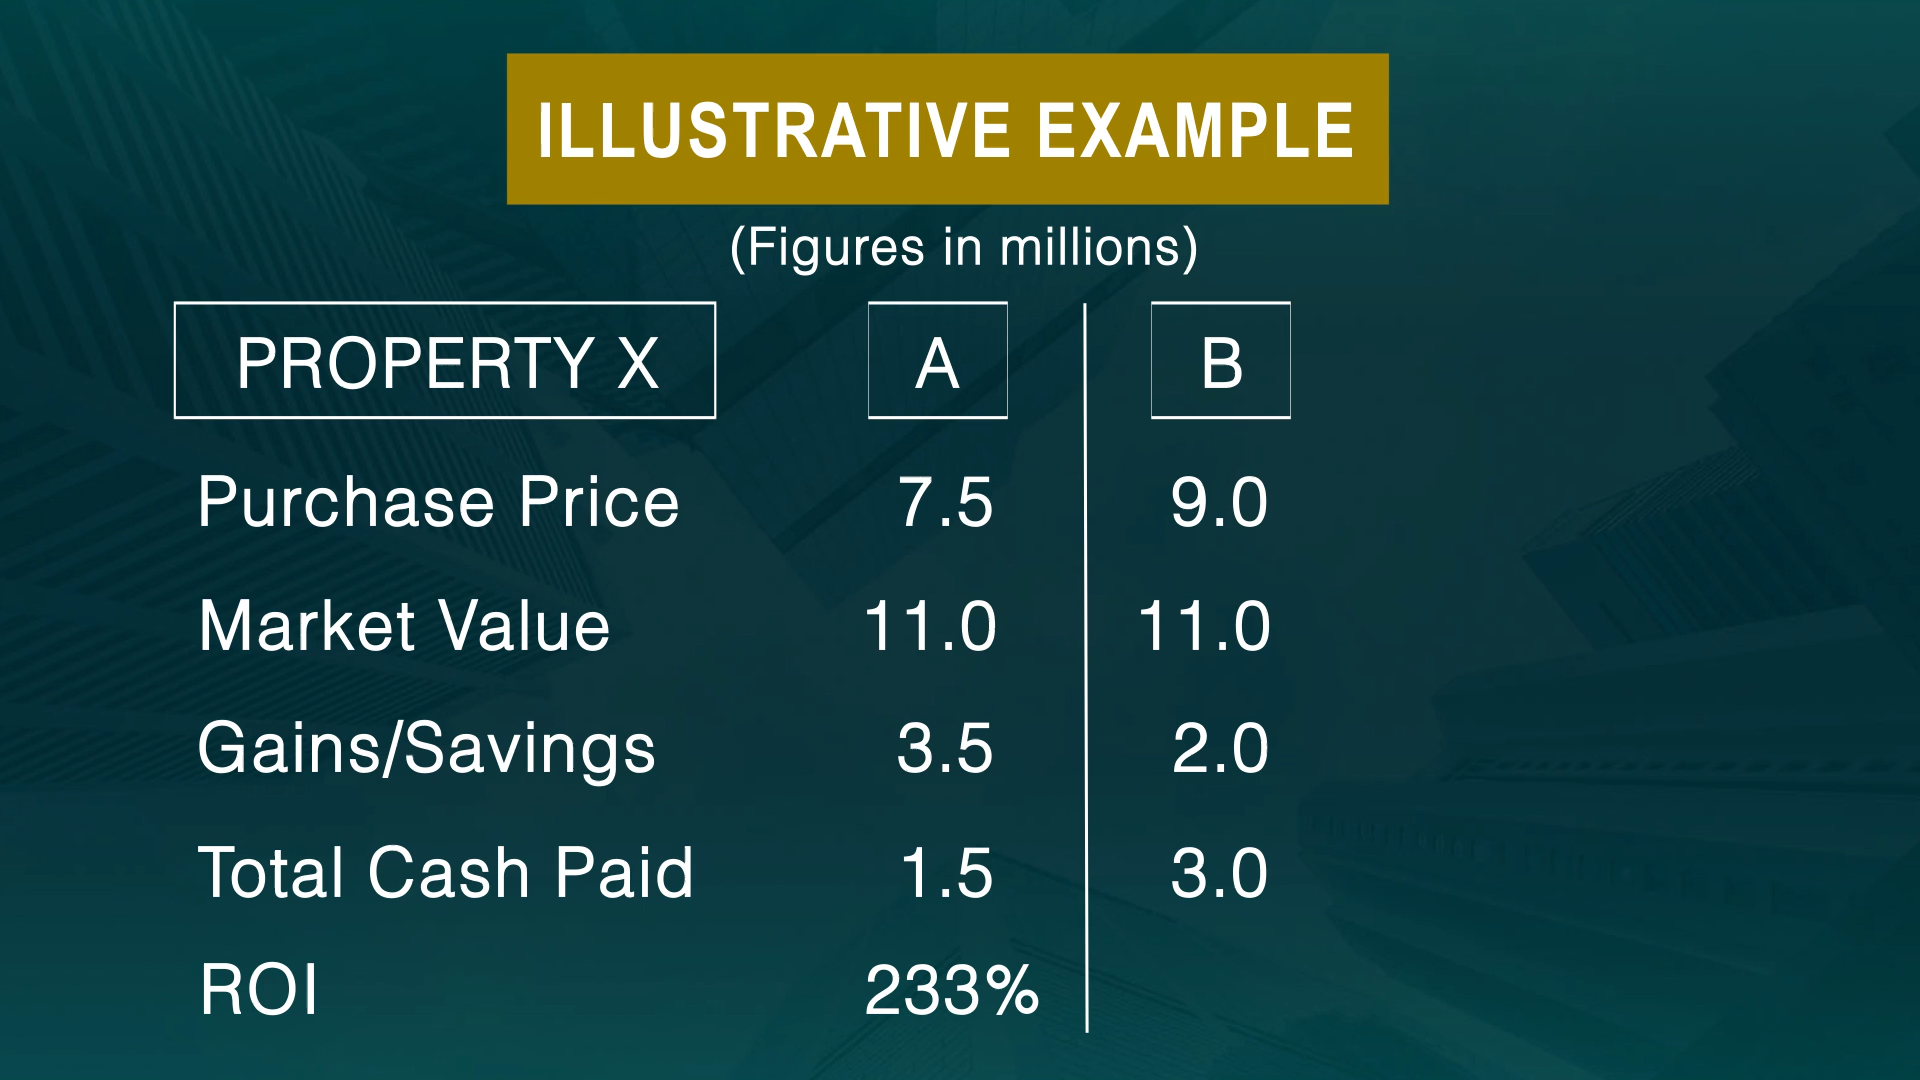 ILLUSTRATIVE EXAMPLE
(Figures in millions)
PROPERTY X A B
Purchase Price 7.5 9.0
Market Value 11.0 11.0
Gains/Savings 3.5 2.0
Total Cash Paid 1.5 3.0
ROI 233%